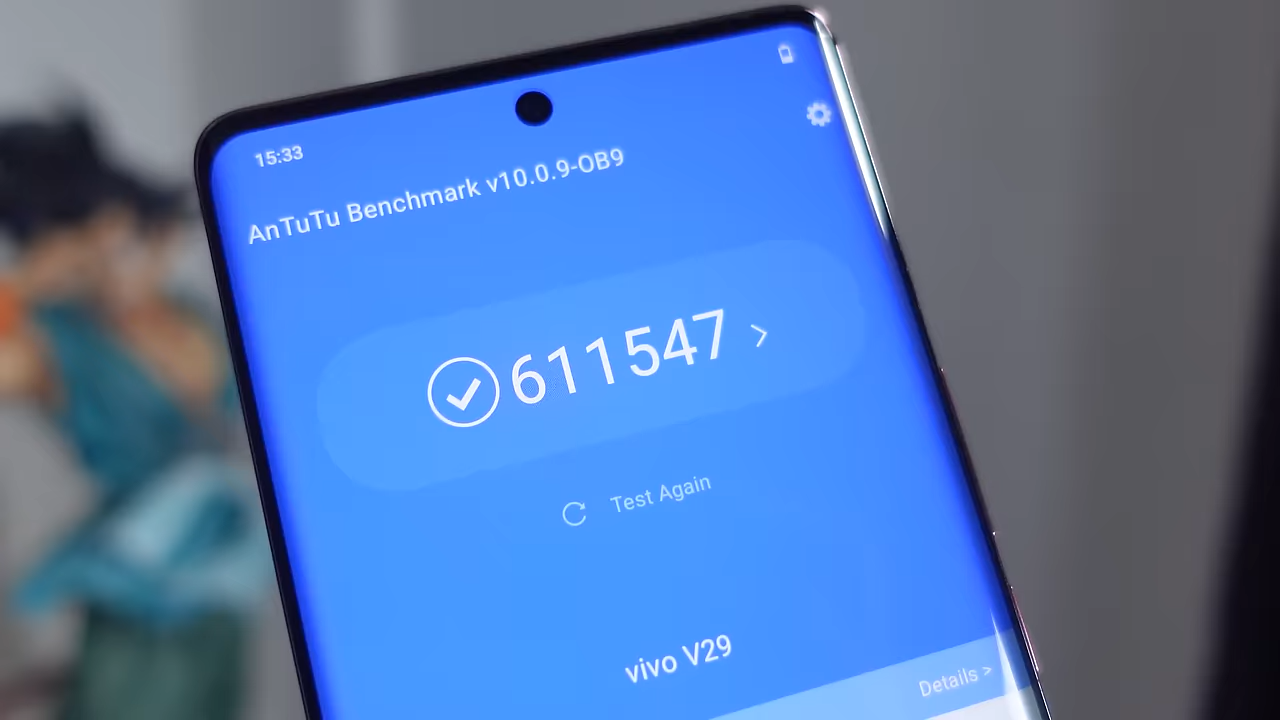 15:33
AnTuTu Benchmark v10.0.9-OB9
611547 >
Test Again
vivo V29
Details >